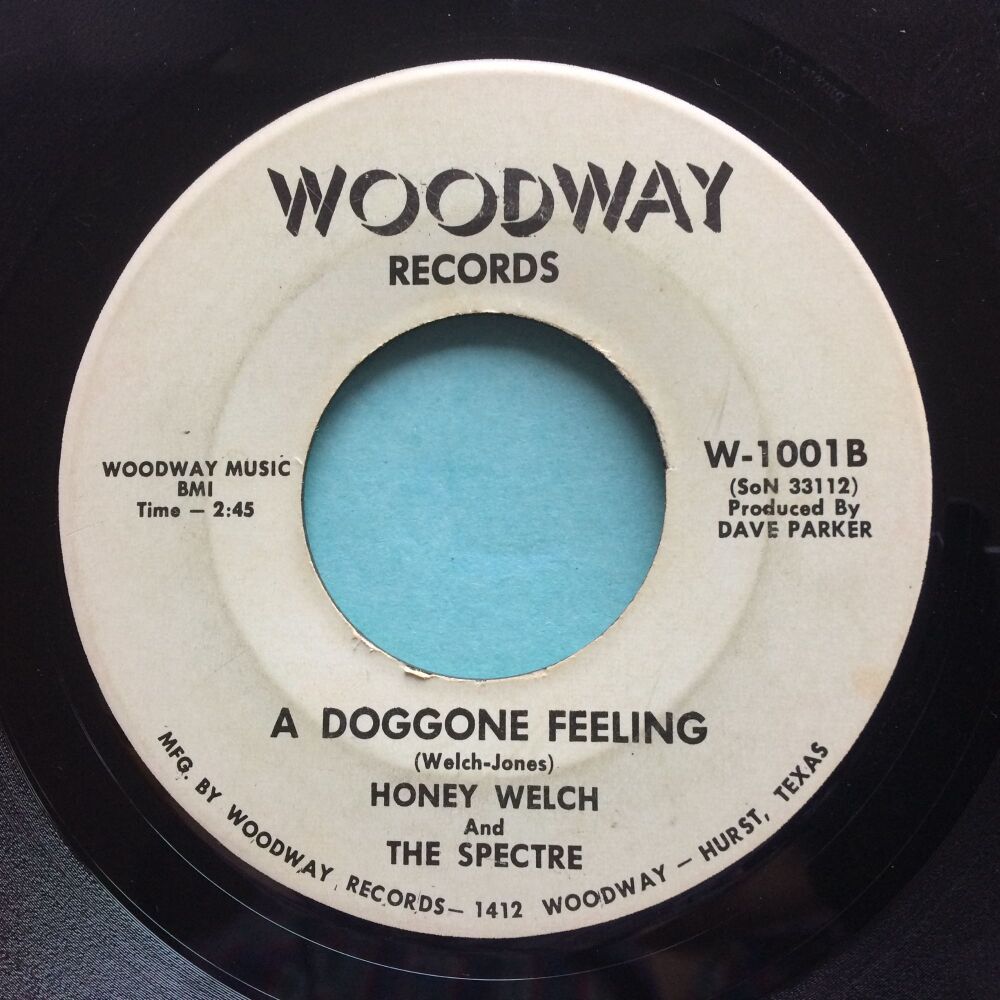 WOODWAY
RECORDS
WOODWAY MUSIC
BMI
Time — 2:45
W-1001B
(SoN 33112)
Produced By
DAVE PARKER
A DOGGONE FEELING
(Welch-Jones)
HONEY WELCH
And
THE SPECTRE
MFG. BY WOODWAY RECORDS— 1412 WOODWAY — HURST, TEXAS